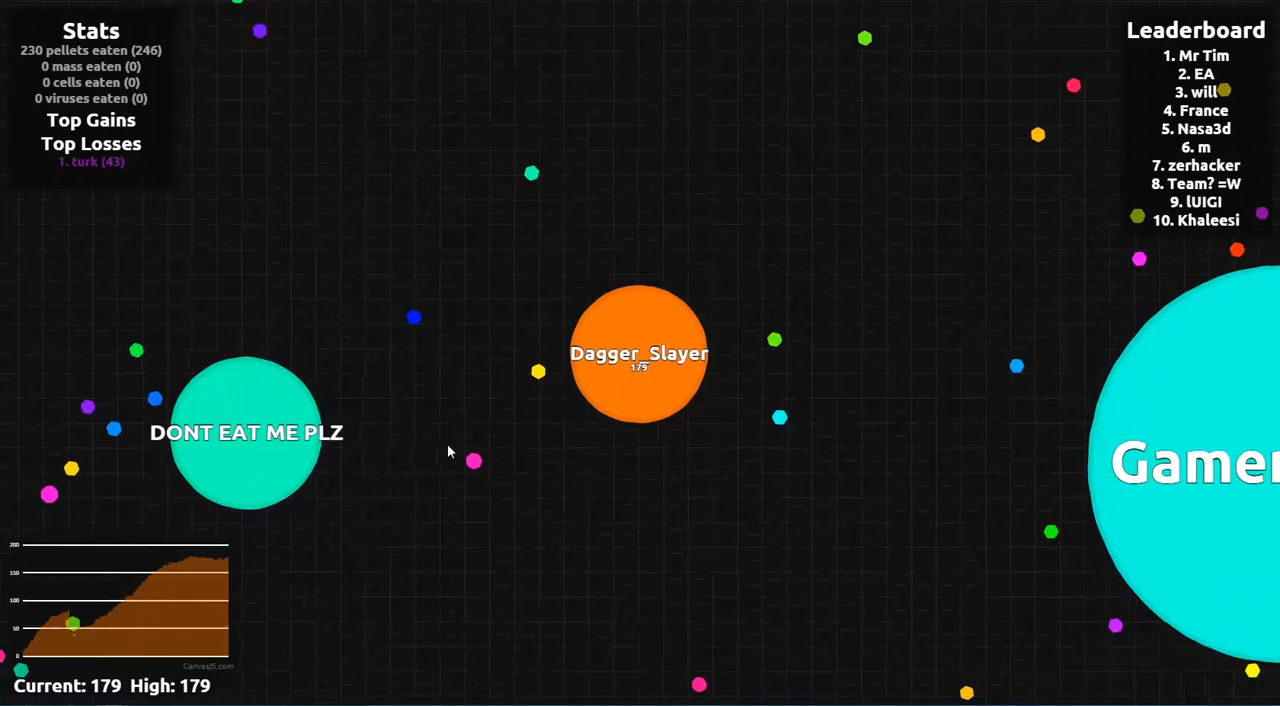 Stats
230 pellets eaten (246)
0 mass eaten (0)
0 cells eaten (0)
0 viruses eaten (0)
Top Gains
Top Losses
1. turk (43)
Leaderboard
1. Mr Tim
2. EA
3. will
4. France
5. Nasa3d
6. m
7. zerhacker
8. Team? =W
9. lUIGI
10. Khaleesi
Dagger_Slayer
179
DONT EAT ME PLZ
Gamer
200
150
100
50
0
CanvasJS.com
Current: 179 High: 179